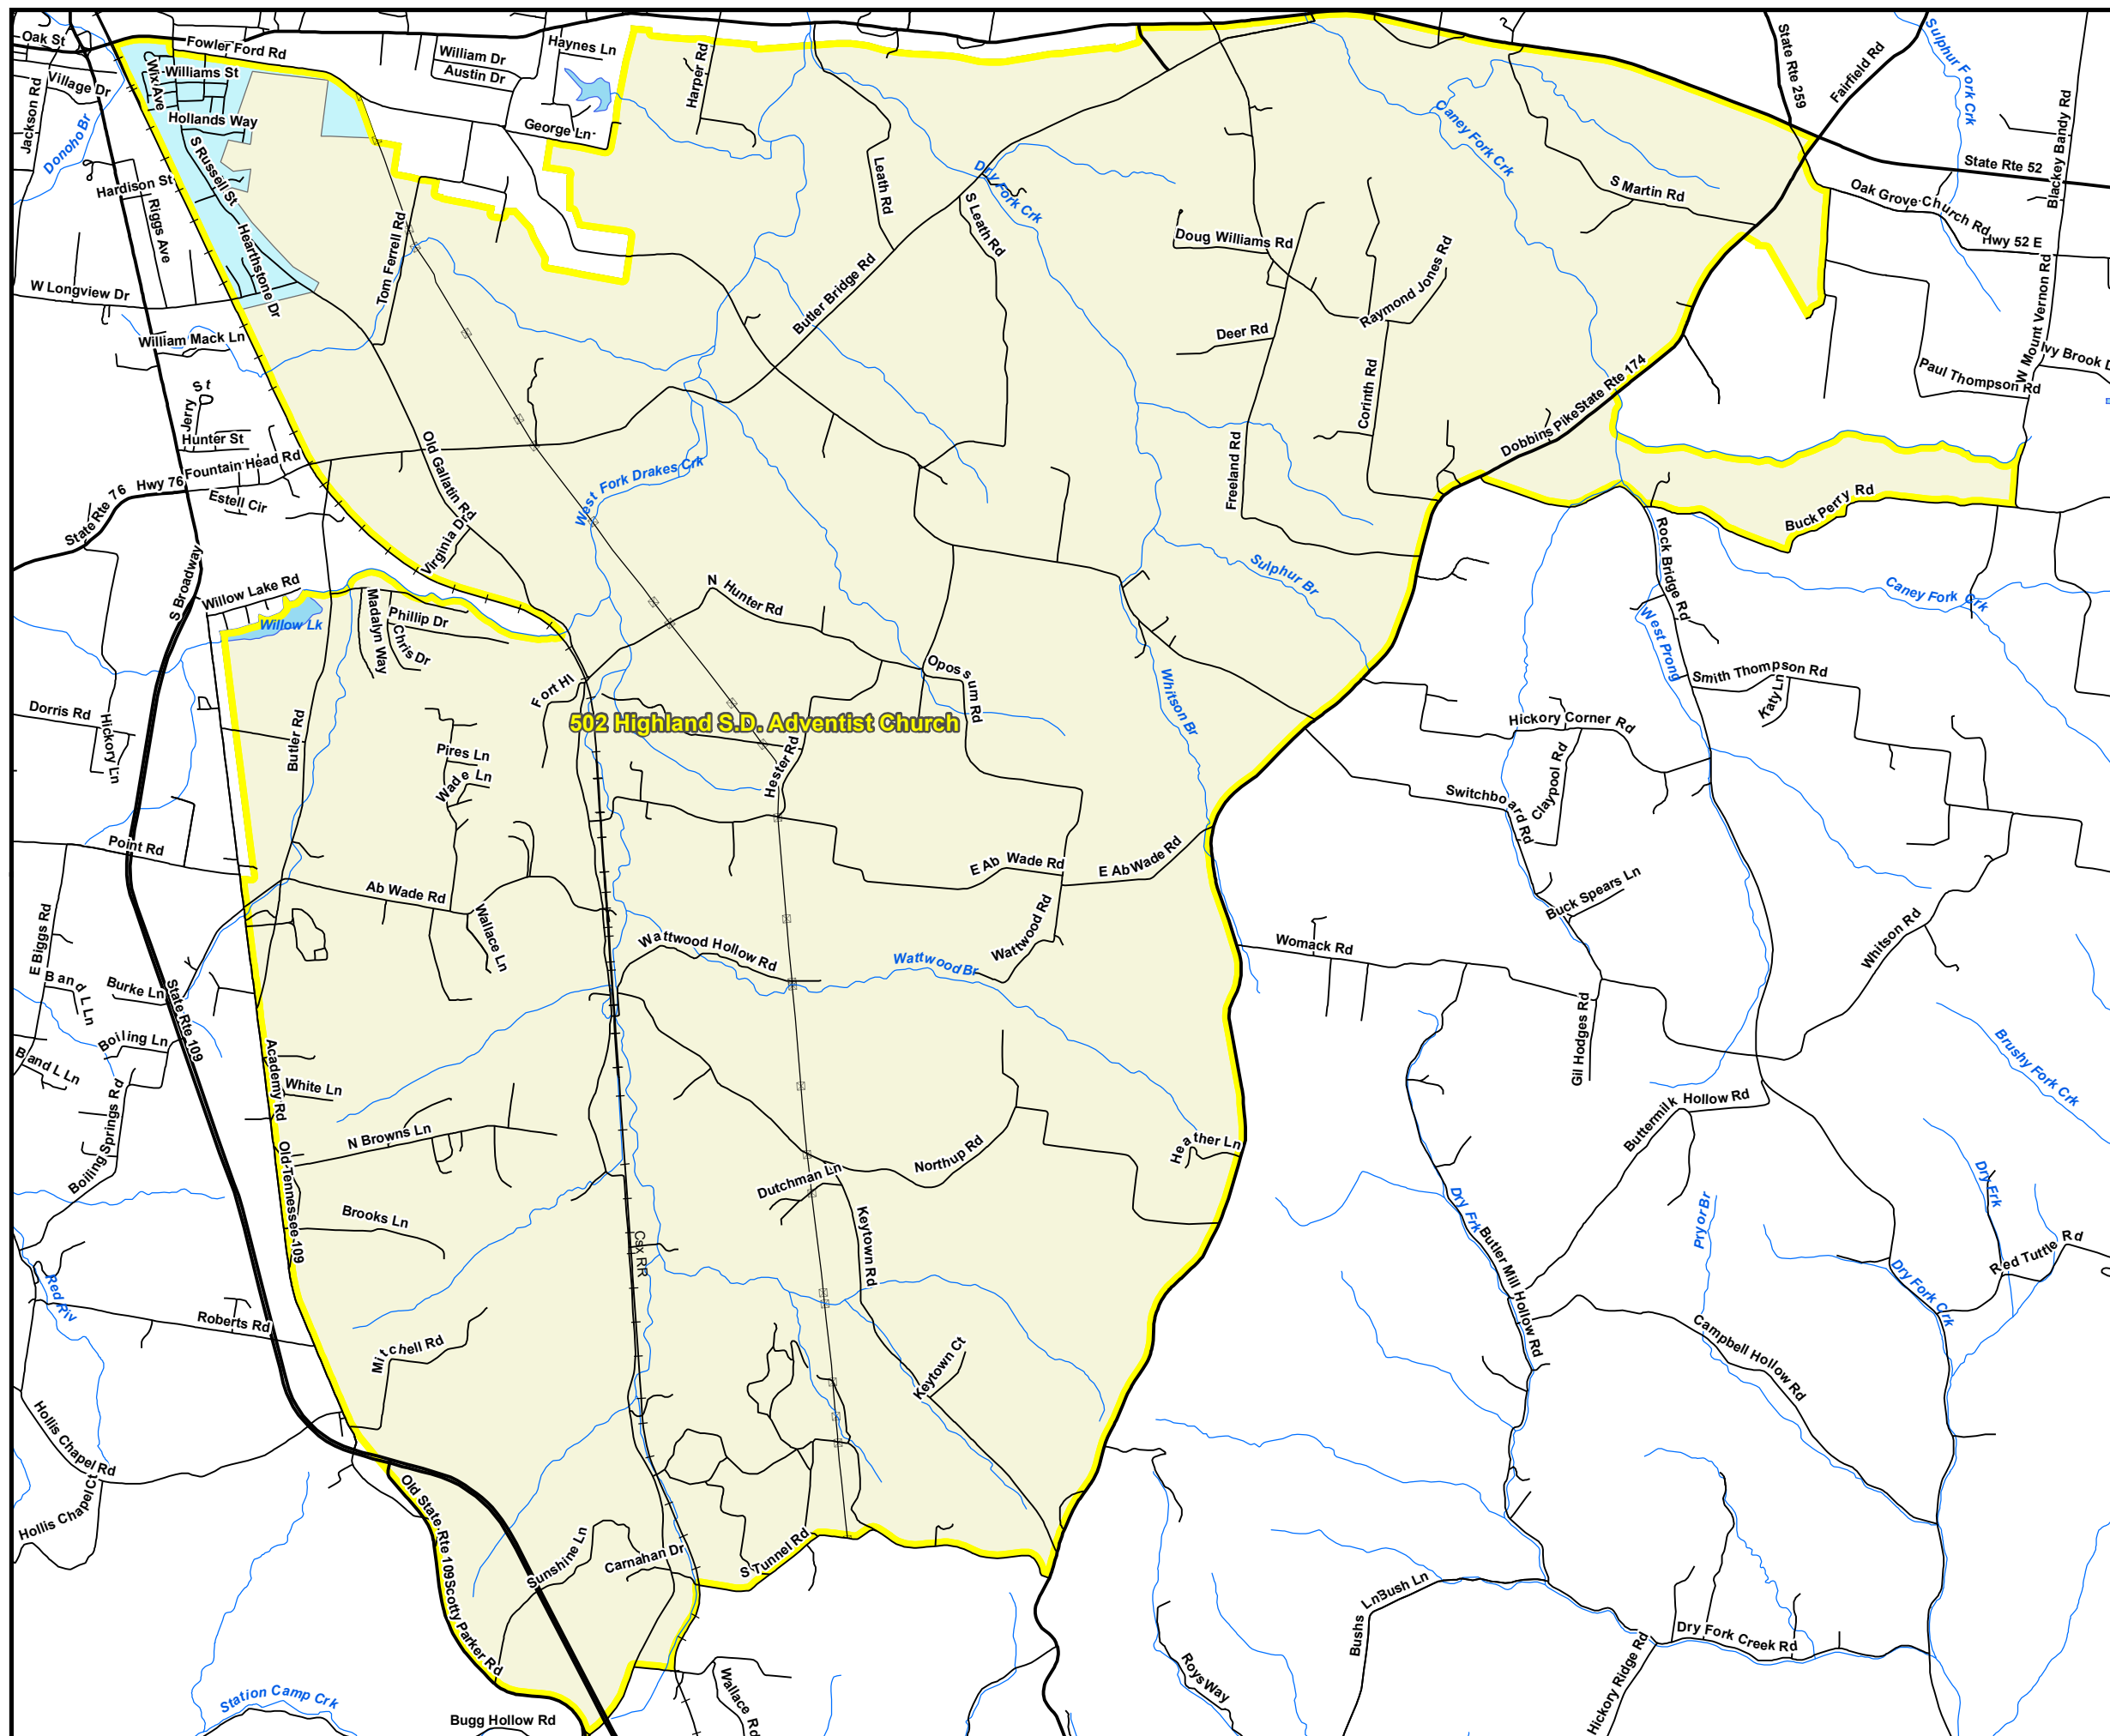 Oak St
Fowler Ford Rd
William Dr
Austin Dr
Haynes Ln
Harper Rd
State Rte 259
Fairfield Rd
Sulphur Fork Crk
Blackey Bandy Rd
Jackson Rd
Village Dr
Wix Ave
Williams St
Hollands Way
Donoho Br
George Ln
Caney Fork Crk
State Rte 52
Hardison St
S Russell St
Riggs Ave
Hearthstone Dr
Tom Ferrell Rd
Leath Rd
Dry Fork Crk
S Leath Rd
S Martin Rd
Oak Grove Church Rd
Hwy 52 E
Doug Williams Rd
Raymond Jones Rd
W Longview Dr
Butler Bridge Rd
W Mount Vernon Rd
William Mack Ln
Deer Rd
Ivy Brook
Paul Thompson Rd
Jerry St
Corinth Rd
Dobbins Pike
State Rte 174
Hunter St
Fountain Head Rd
Old Gallatin Rd
Freeland Rd
West Fork Drakes Crk
Hwy 76
State Rte 76
Estell Cir
Buck Perry Rd
Virginia Dr
Rock Bridge Rd
S Broadway
Willow Lake Rd
Willow Lk
Madalyn Way
Phillip Dr
Chris Dr
N Hunter Rd
Sulphur Br
Caney Fork Crk
West Prong
Fort Hl
Opossum Rd
Whitson Br
Smith Thompson Rd
Katy Ln
502 Highland S.D. Adventist Church
Dorris Rd
Hickory Ln
Butler Rd
Pires Ln
Wade Ln
Hester Rd
Hickory Corner Rd
Claypool Rd
Switchboard Rd
Point Rd
E Ab Wade Rd
E Ab Wade Rd
Ab Wade Rd
Buck Spears Ln
Wallace Ln
Wattwood Rd
E Biggs Rd
Wattwood Hollow Rd
Wattwood Br
Womack Rd
Whitson Rd
B and L Ln
Burke Ln
State Rte 109
Boiling Ln
B and L Ln
Gil Hodges Rd
Brushy Fork Crk
Academy Rd
White Ln
Boiling Springs Rd
Buttermilk Hollow Rd
N Browns Ln
Heather Ln
Northup Rd
Dutchman Ln
Old Tennessee 109
Dry Frk
Dry Frk
Pryor Br
Brooks Ln
Keytown Rd
Csx RR
Butler Mill Hollow Rd
Red Tuttle Rd
Dry Fork Crk
Red Riv
Roberts Rd
Mitchell Rd
Keytown Ct
Campbell Hollow Rd
Hollis Chapel Rd
Hollis Chapel Ct
Old State Rte 109
Scotty Parker Rd
Sunshine Ln
Carnahan Dr
S Tunnel Rd
Bushs Ln
Bush Ln
Dry Fork Creek Rd
Hickory Ridge Rd
Roys Way
Wallace Rd
Station Camp Crk
Bugg Hollow Rd